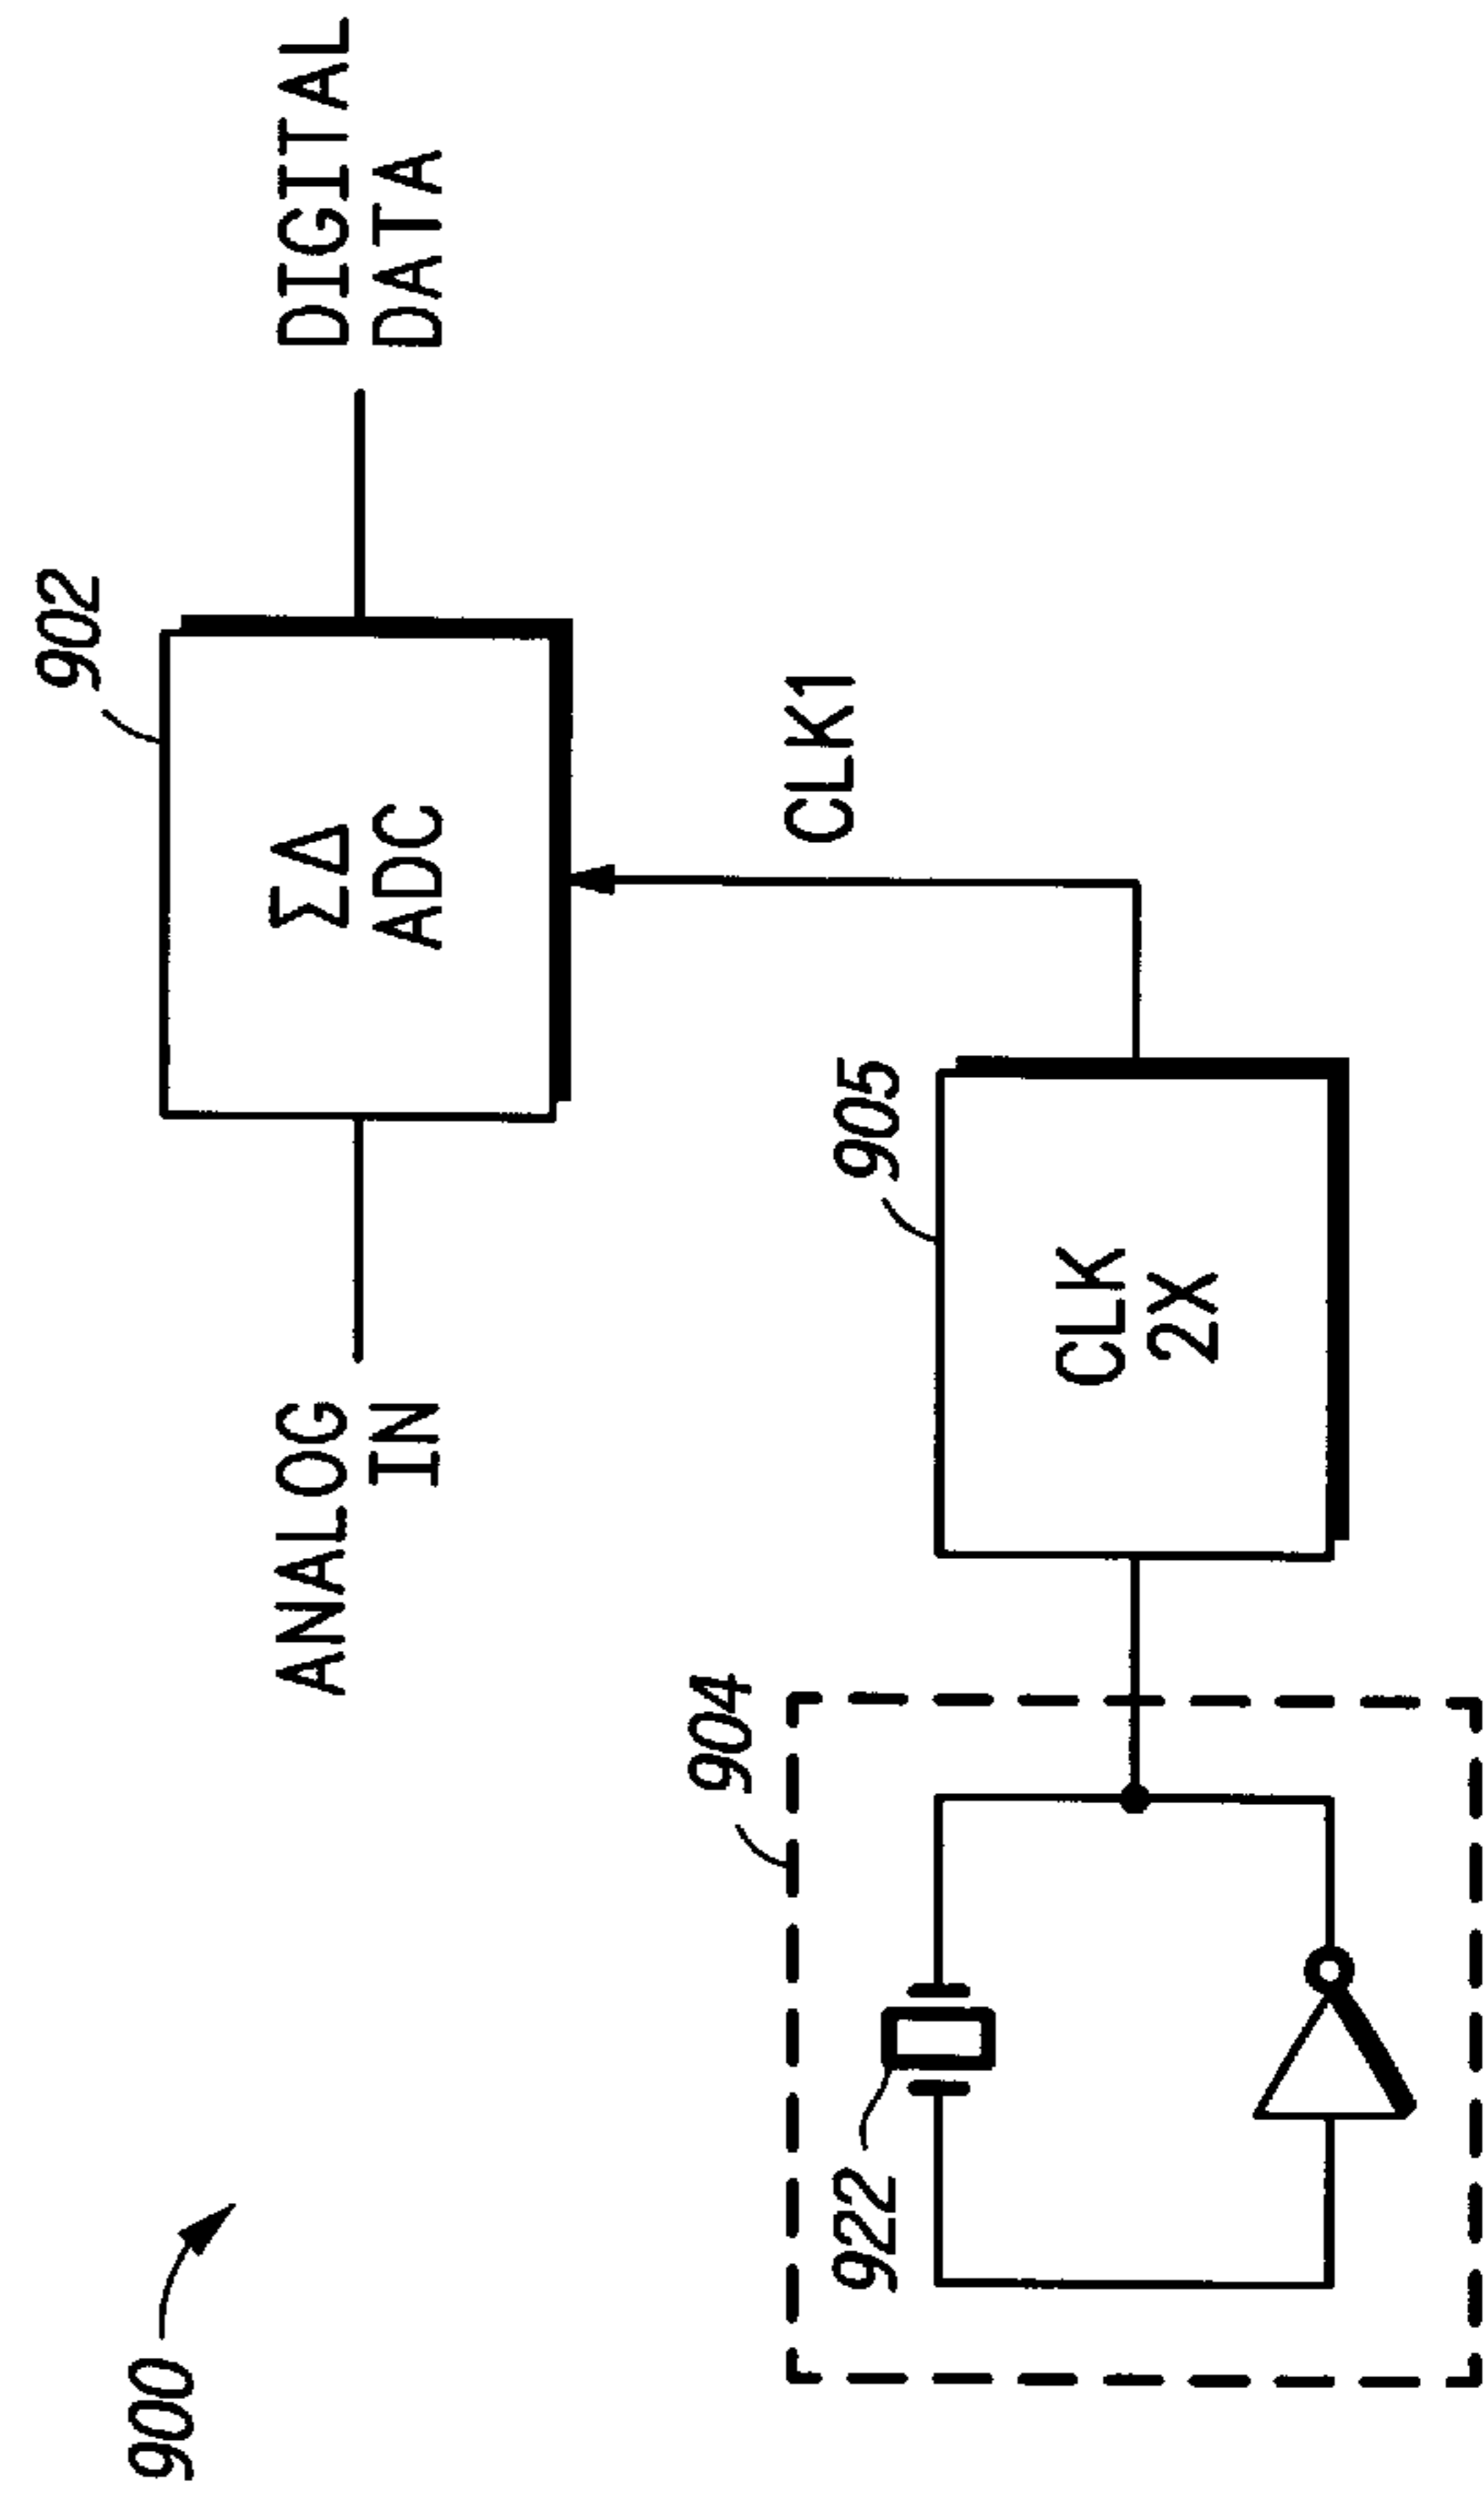 900
902
ΣΔ
ADC
ANALOG
IN
DIGITAL
DATA
CLK1
904
922
905
CLK
2X